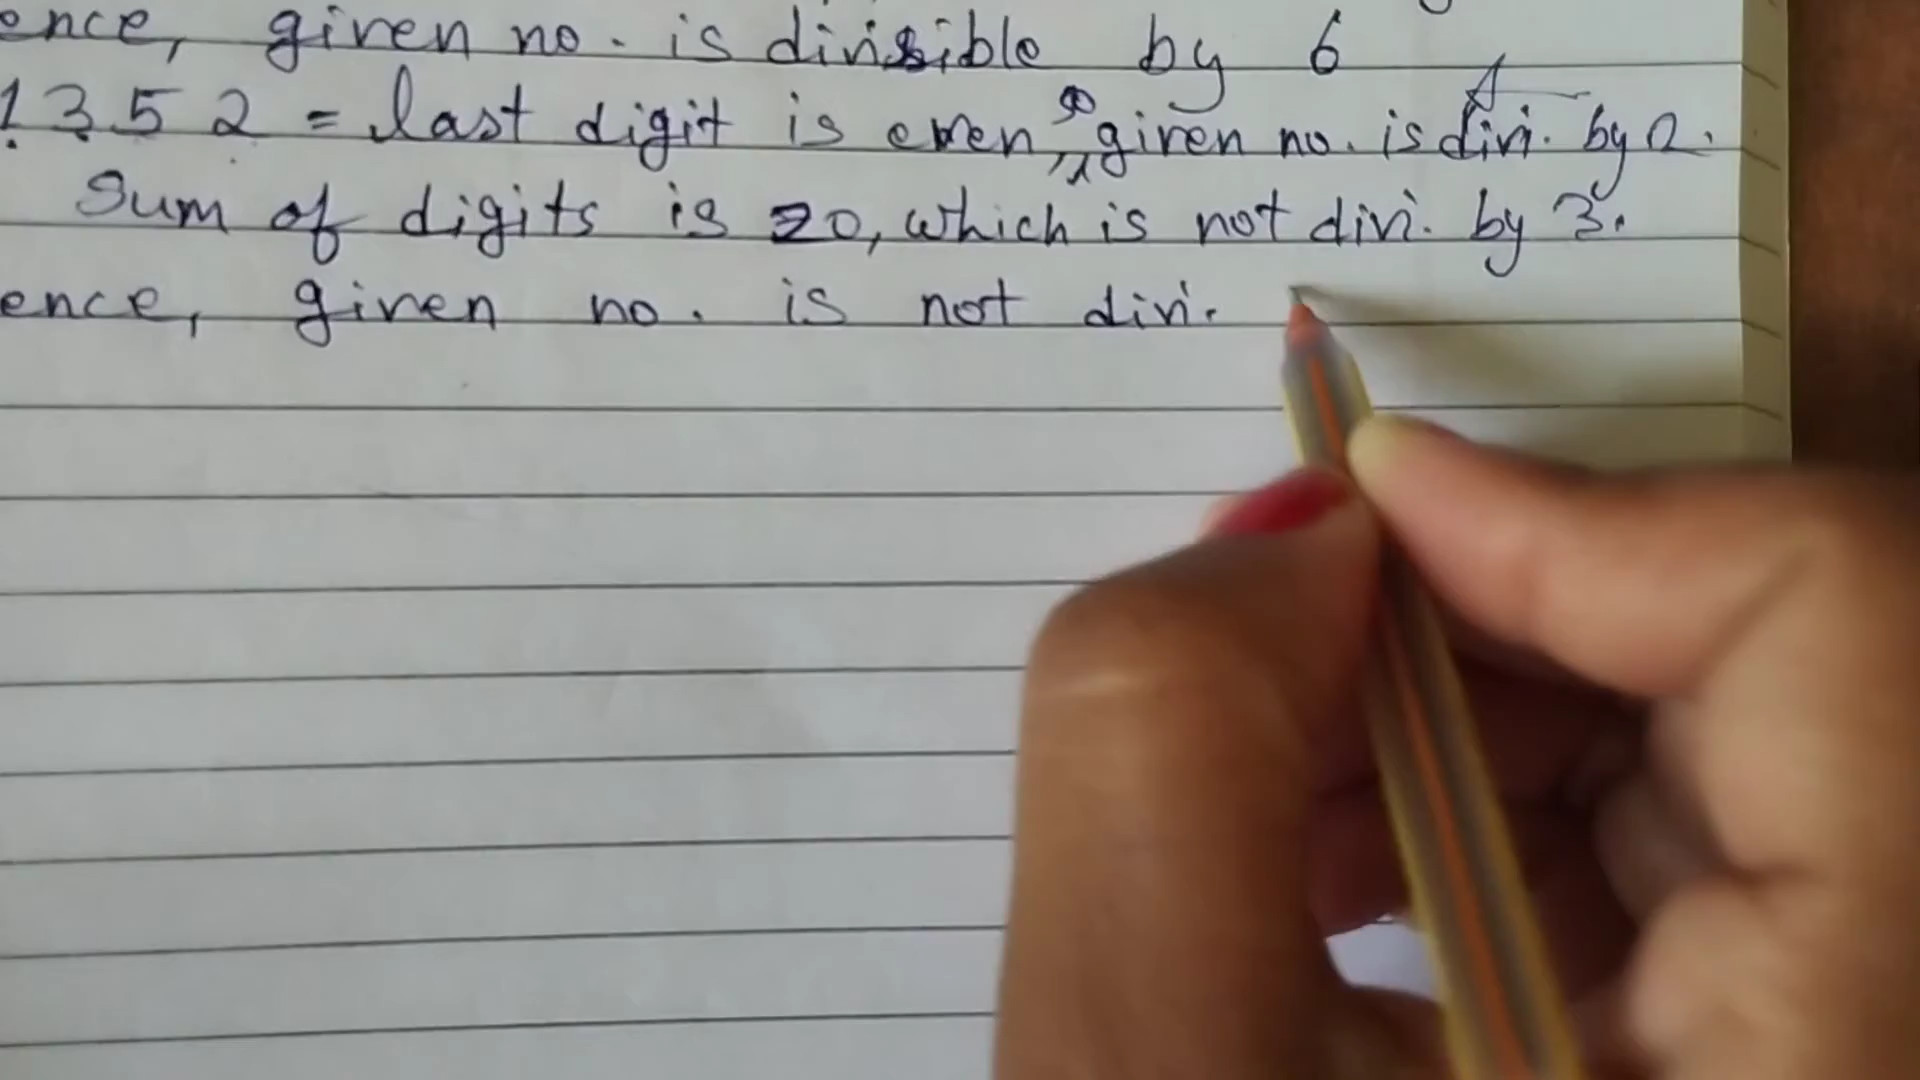 ence, given no. is divisible by 6
1352 = last digit is even, so given no. is divi. by 2.
Sum of digits is 20, which is not divi. by 3.
ence, given no. is not divi.